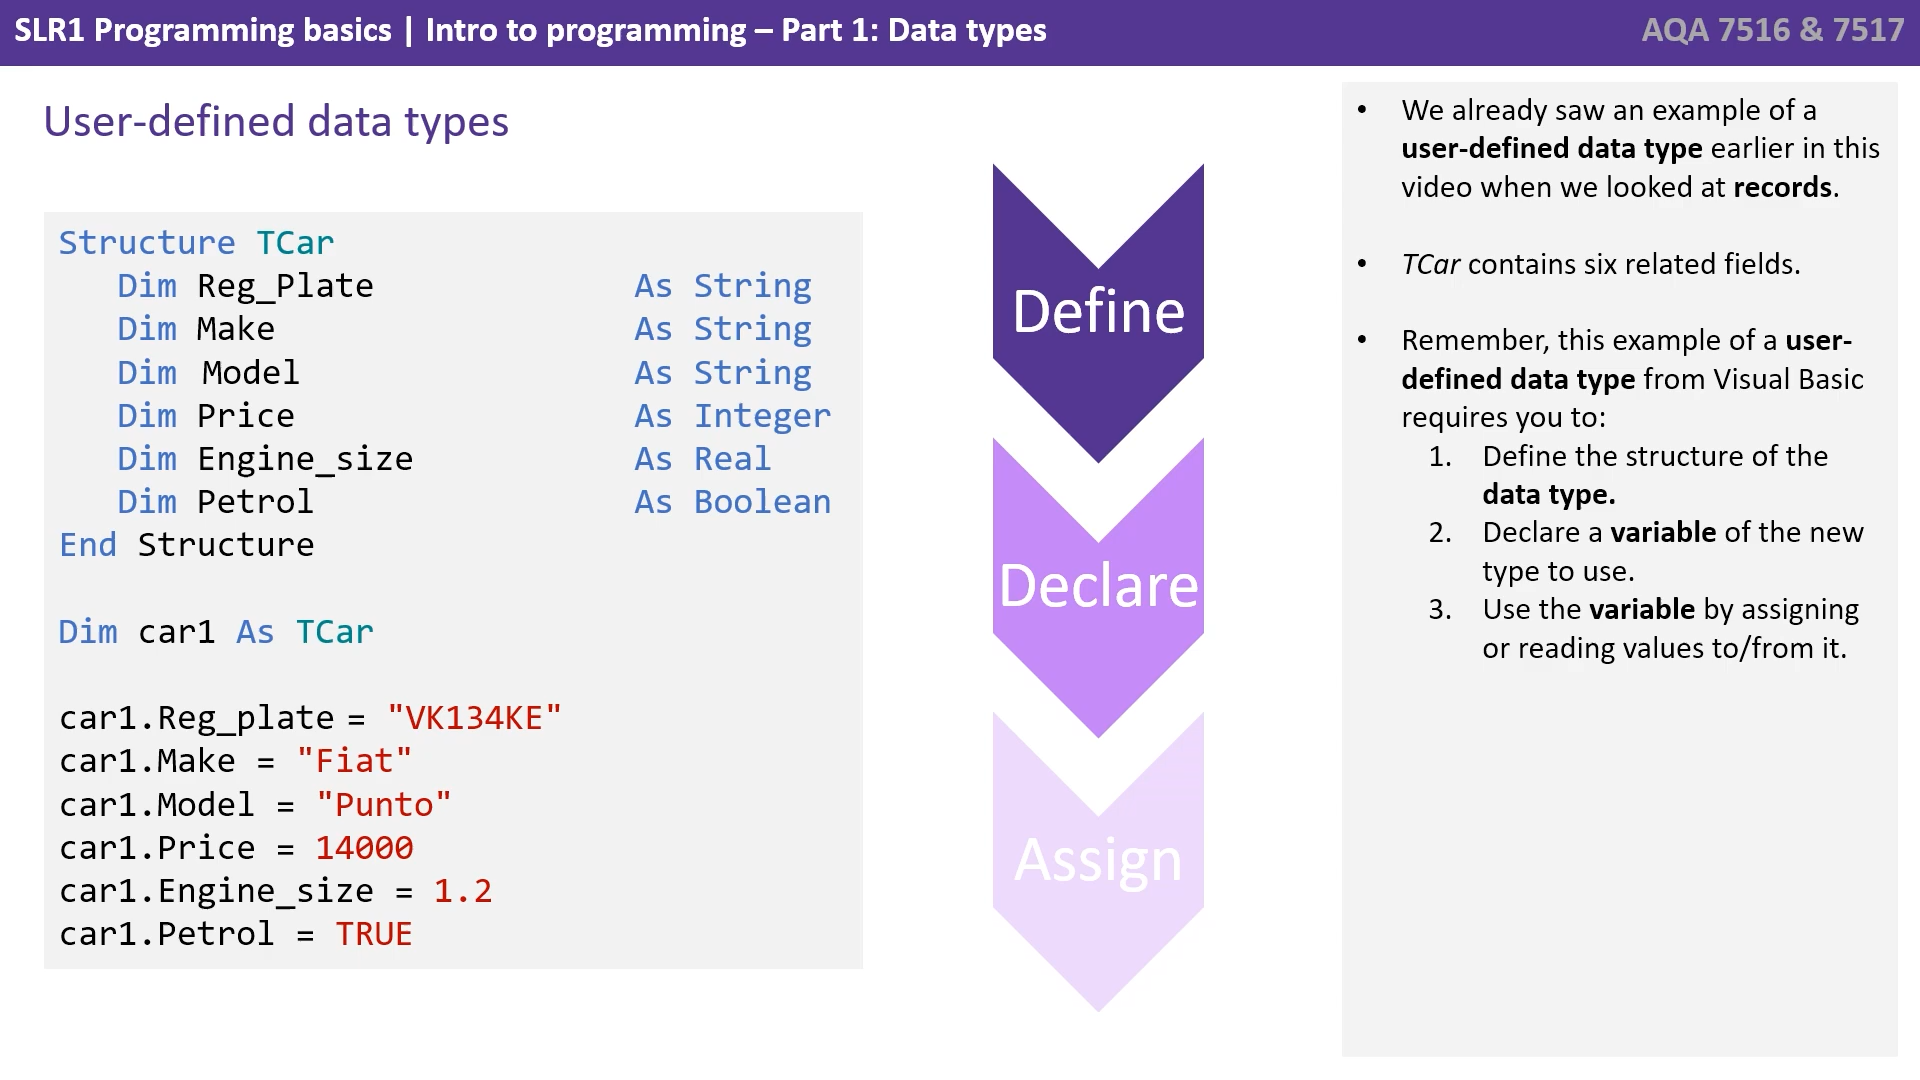 SLR1 Programming basics | Intro to programming – Part 1: Data types
AQA 7516 & 7517
User-defined data types
Structure TCar
Dim Reg_Plate As String
Dim Make As String
Dim Model As String
Dim Price As Integer
Dim Engine_size As Real
Dim Petrol As Boolean
End Structure
Dim car1 As TCar
car1.Reg_plate = "VK134KE"
car1.Make = "Fiat"
car1.Model = "Punto"
car1.Price = 14000
car1.Engine_size = 1.2
car1.Petrol = TRUE
Define
Declare
Assign
• We already saw an example of a
user-defined data type earlier in this
video when we looked at records.
• TCar contains six related fields.
• Remember, this example of a user-
defined data type from Visual Basic
requires you to:
1. Define the structure of the
data type.
2. Declare a variable of the new
type to use.
3. Use the variable by assigning
or reading values to/from it.